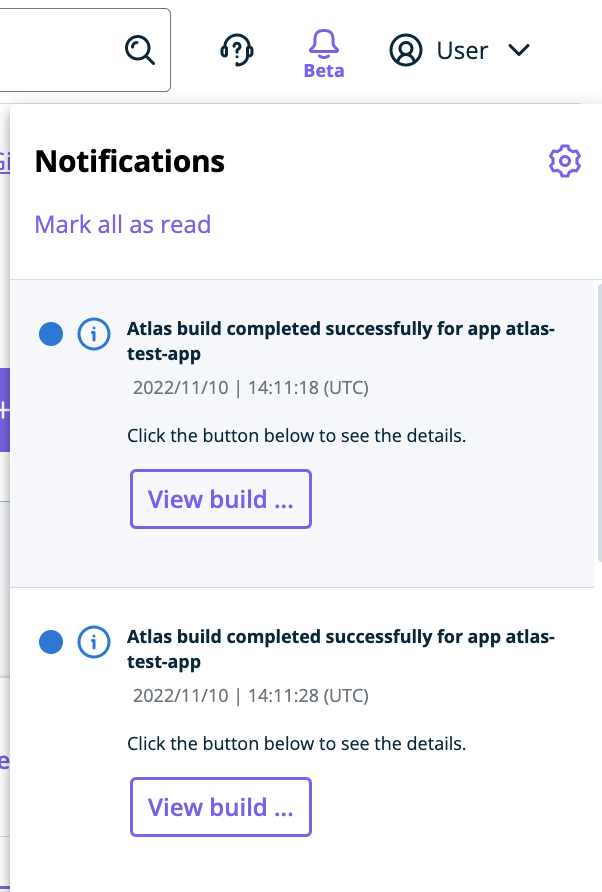 Beta
User
Notifications
Mark all as read
Atlas build completed successfully for app atlas-
test-app
2022/11/10 | 14:11:18 (UTC)
Click the button below to see the details.
View build ...
Atlas build completed successfully for app atlas-
test-app
2022/11/10 | 14:11:28 (UTC)
Click the button below to see the details.
View build ...